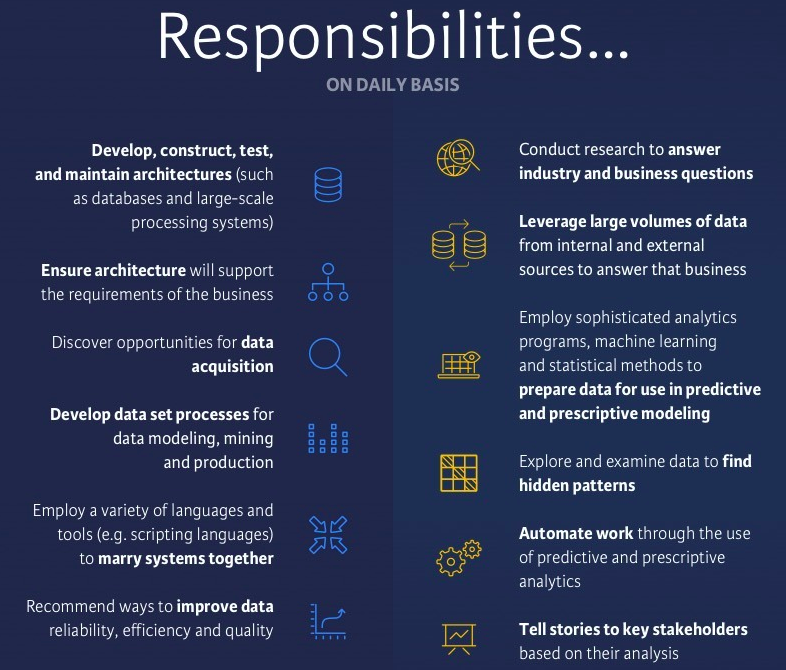 Responsibilities...
ON DAILY BASIS
Develop, construct, test,
and maintain architectures (such
as databases and large-scale
processing systems)
Ensure architecture will support
the requirements of the business
Discover opportunities for data
acquisition
Develop data set processes for
data modeling, mining
and production
Employ a variety of languages and
tools (e.g. scripting languages)
to marry systems together
Recommend ways to improve data
reliability, efficiency and quality
Conduct research to answer
industry and business questions
Leverage large volumes of data
from internal and external
sources to answer that business
Employ sophisticated analytics
programs, machine learning
and statistical methods to
prepare data for use in predictive
and prescriptive modeling
Explore and examine data to find
hidden patterns
Automate work through the use
of predictive and prescriptive
analytics
Tell stories to key stakeholders
based on their analysis